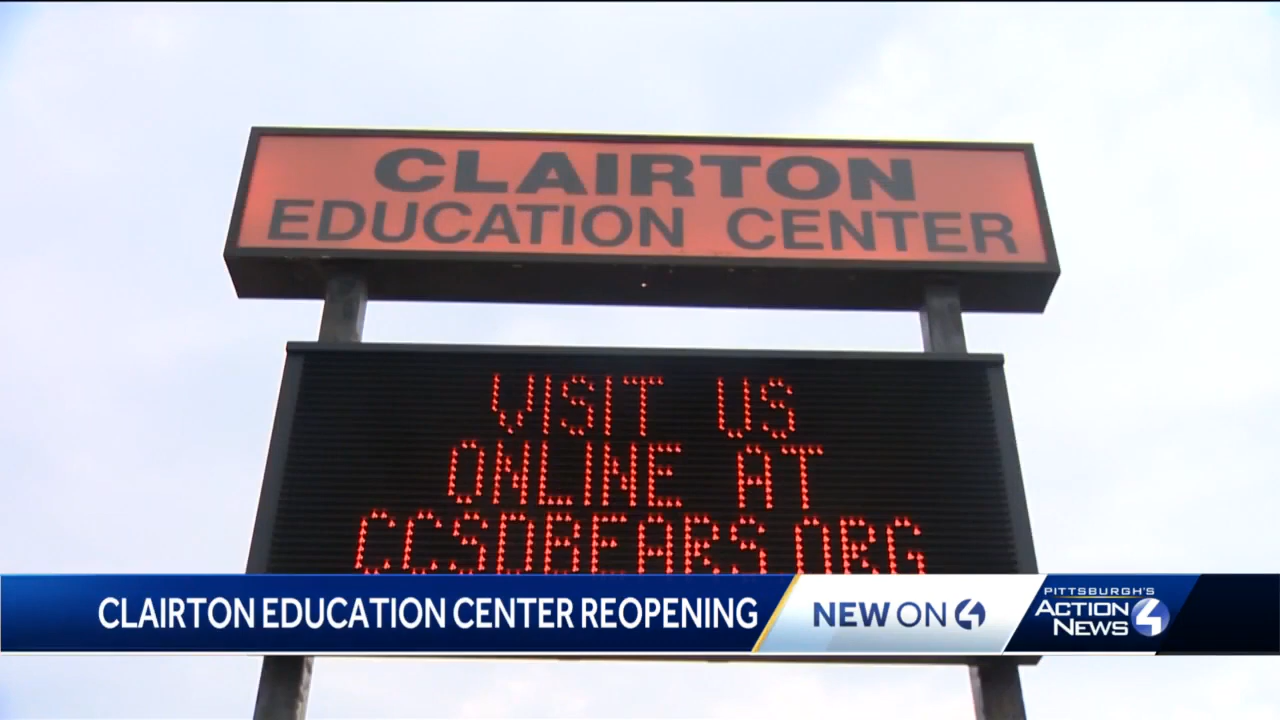 CLAIRTON
EDUCATION CENTER
VISIT US
ONLINE AT
CCSDBEARS.ORG
CLAIRTON EDUCATION CENTER REOPENING
NEW ON 4
PITTSBURGH'S
ACTION
NEWS 4